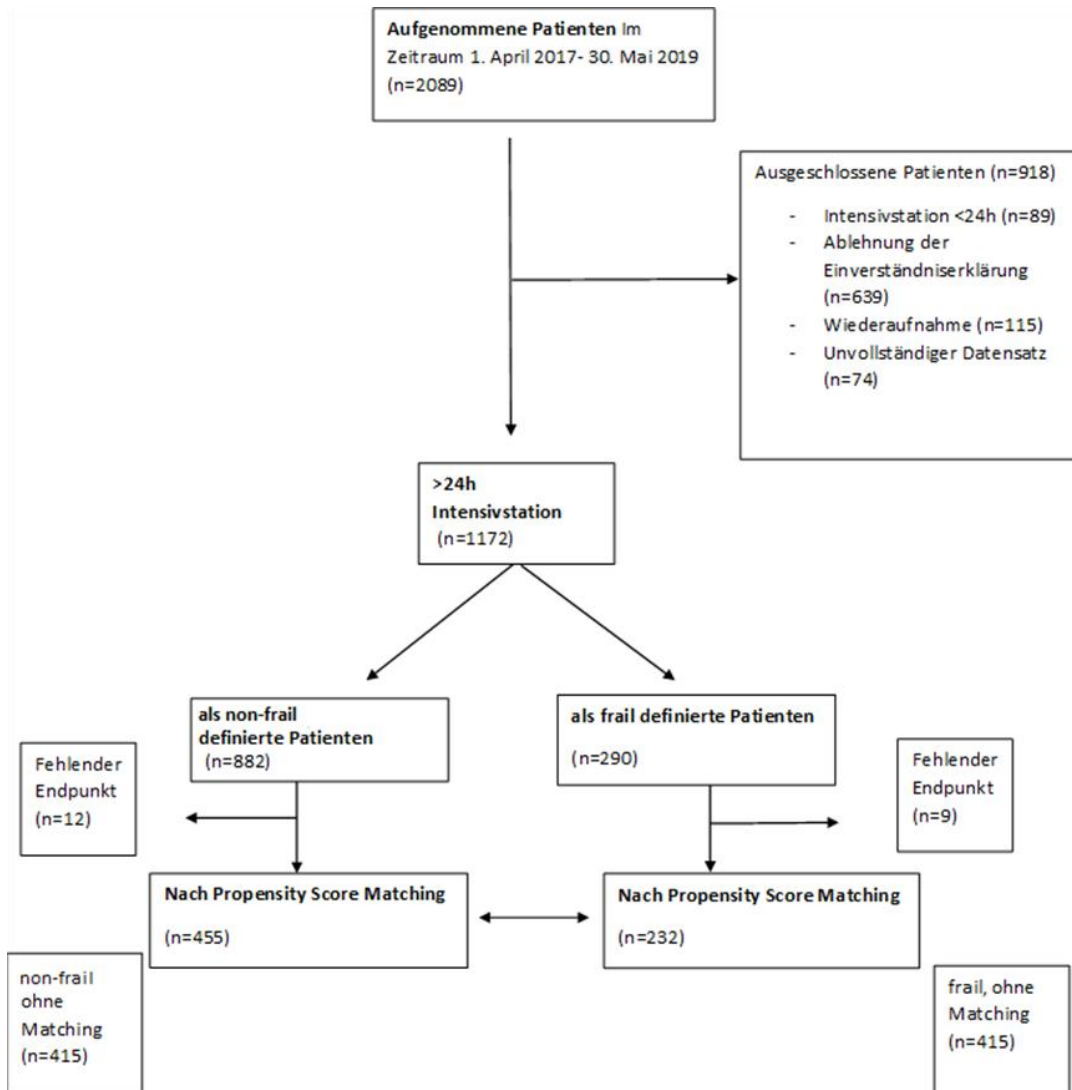 Aufgenommene Patienten Im
Zeitraum 1. April 2017- 30. Mai 2019
(n=2089)
Ausgeschlossene Patienten (n=918)
- Intensivstation <24h (n=89)
- Ablehnung der
Einverständniserklärung
(n=639)
- Wiederaufnahme (n=115)
- Unvollständiger Datensatz
(n=74)
>24h
Intensivstation
(n=1172)
als non-frail
definierte Patienten
(n=882)
als frail definierte Patienten
(n=290)
Fehlender
Endpunkt
(n=12)
Fehlender
Endpunkt
(n=9)
Nach Propensity Score Matching
(n=455)
Nach Propensity Score Matching
(n=232)
non-frail
ohne
Matching
(n=415)
frail, ohne
Matching
(n=415)